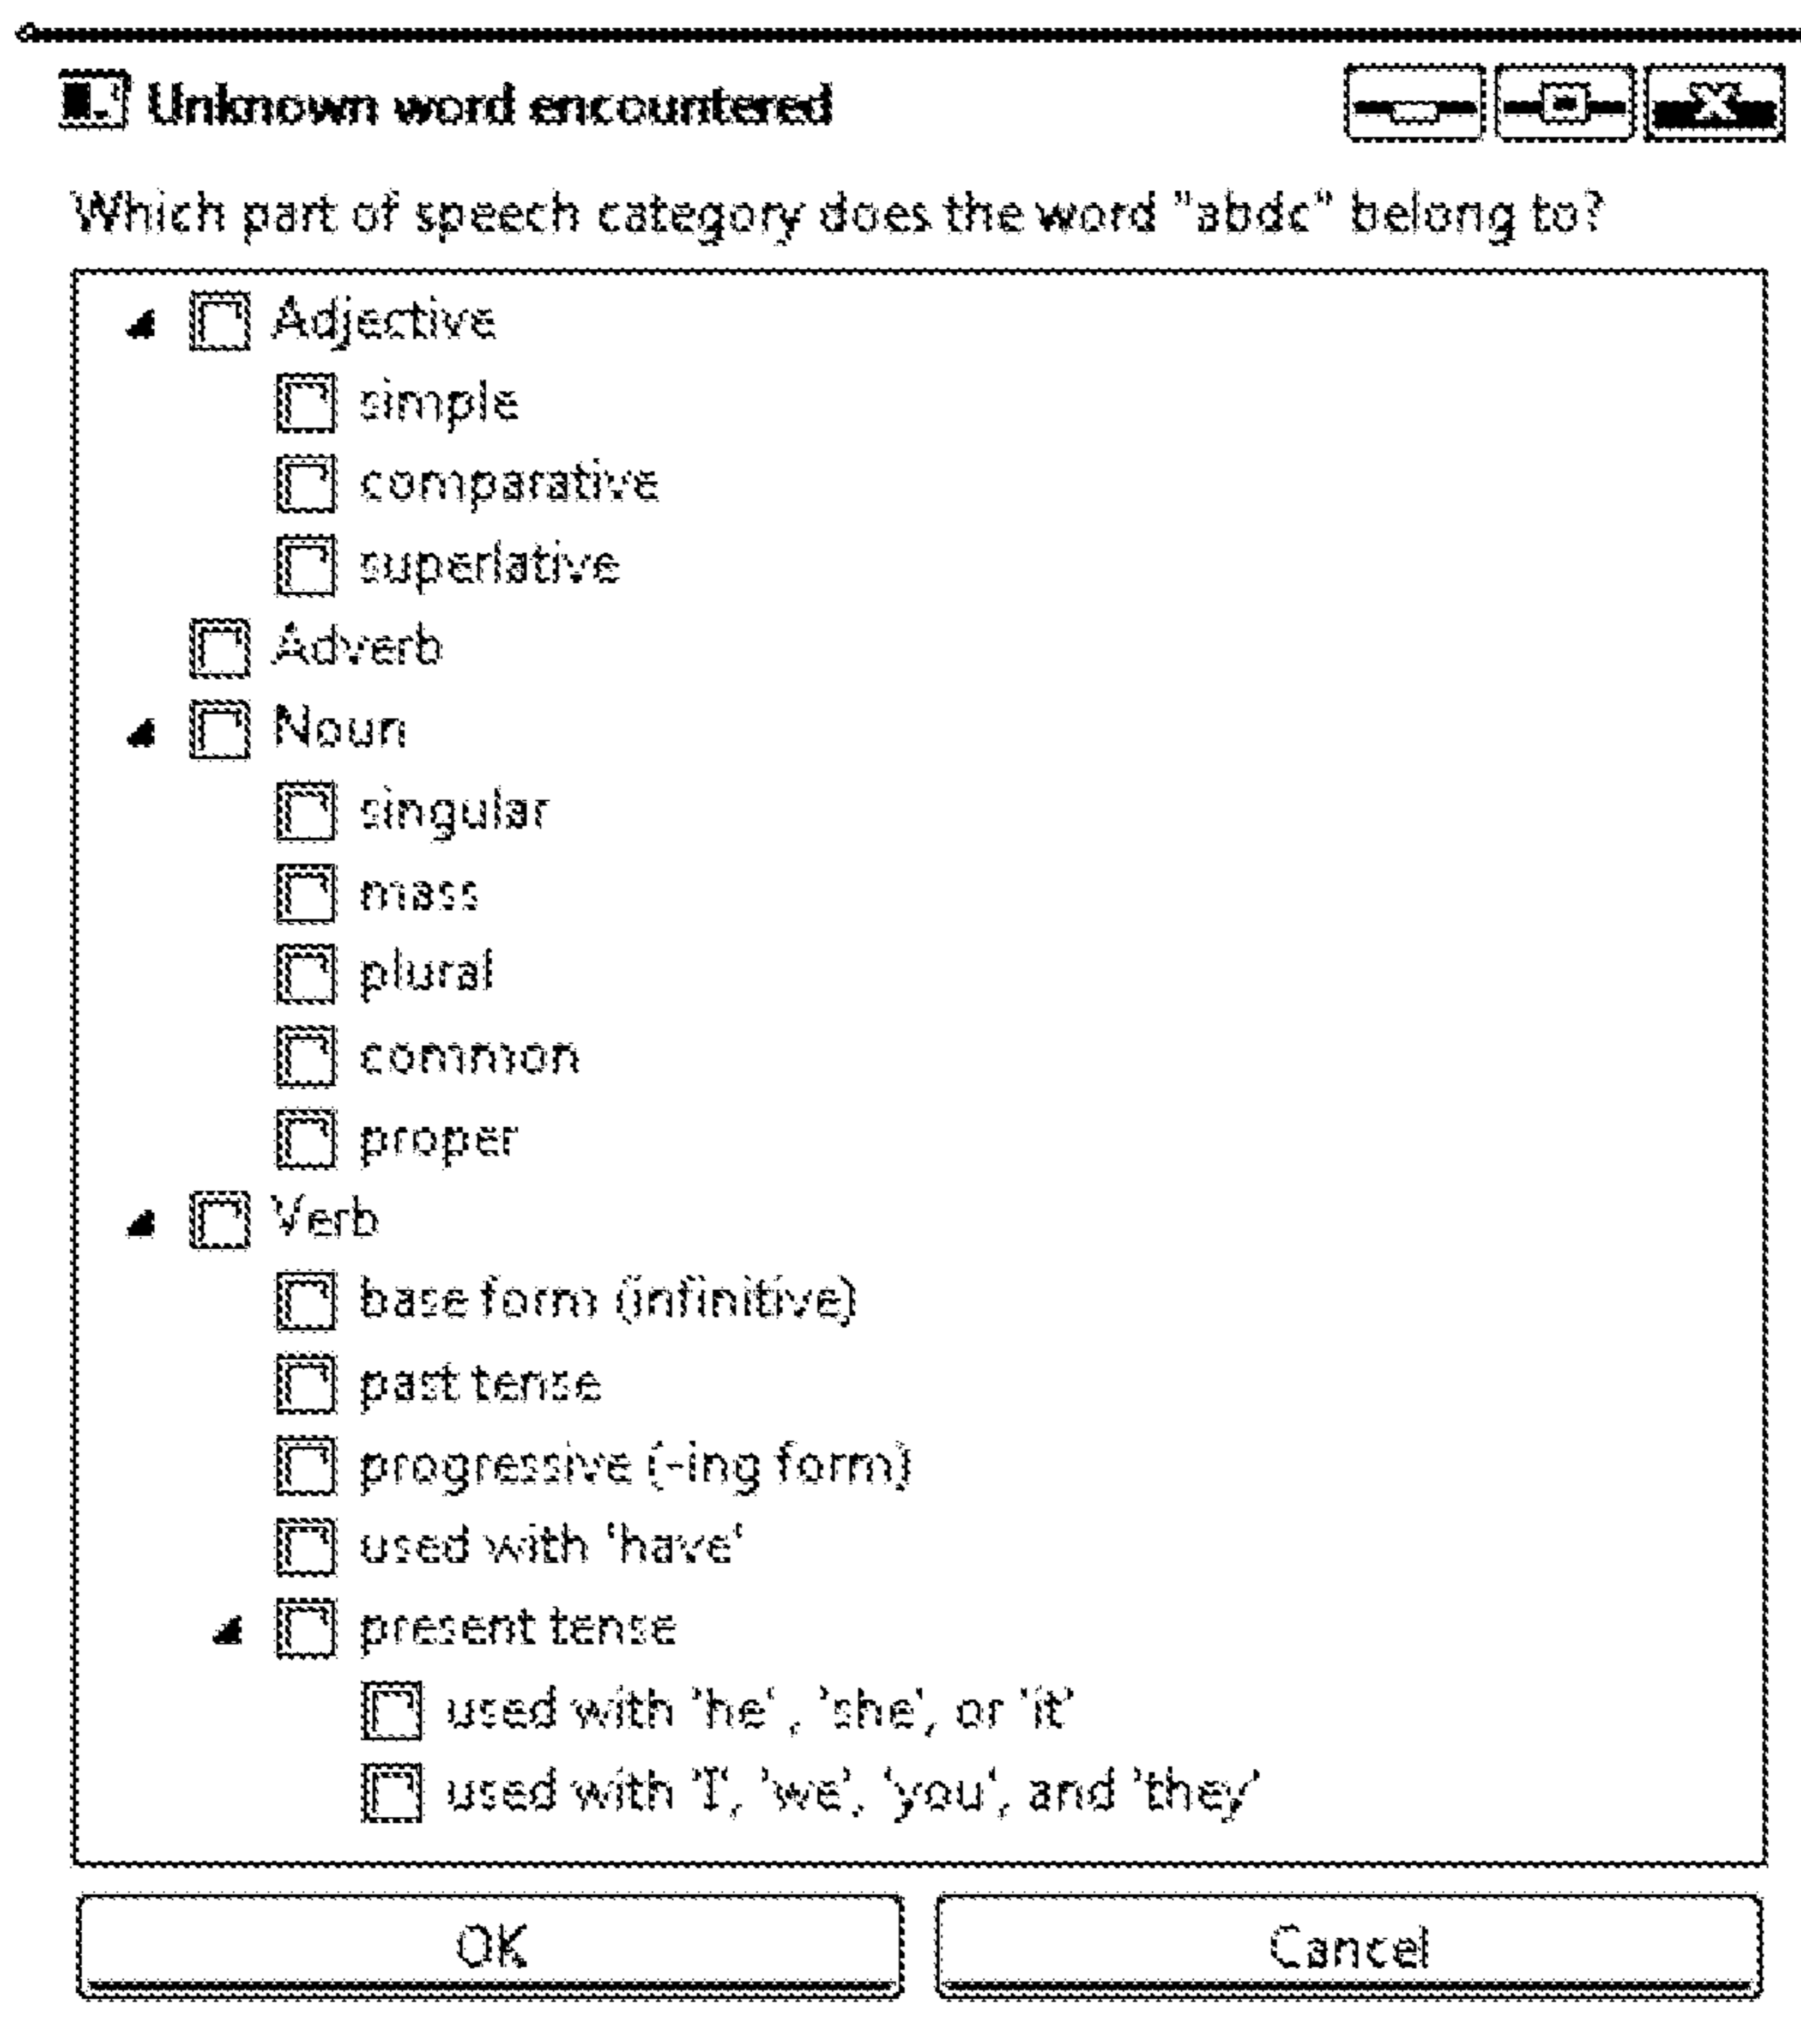 Unknown word encountered
Which part of speech category does the word "abdc" belong to?
Adjective
simple
comparative
superlative
Adverb
Noun
singular
mass
plural
common
proper
Verb
base form (infinitive)
past tense
progressive (-ing form)
used with 'have'
present tense
used with 'he', 'she', or 'it'
used with 'I', 'we', 'you', and 'they'
OK Cancel